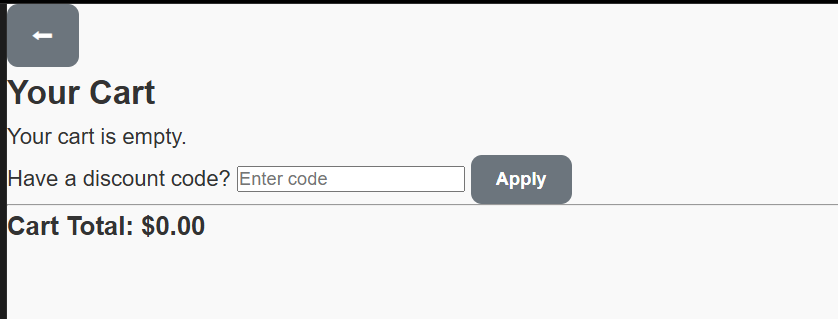 ⬅
Your Cart
Your cart is empty.
Have a discount code? Enter code Apply
Cart Total: $0.00